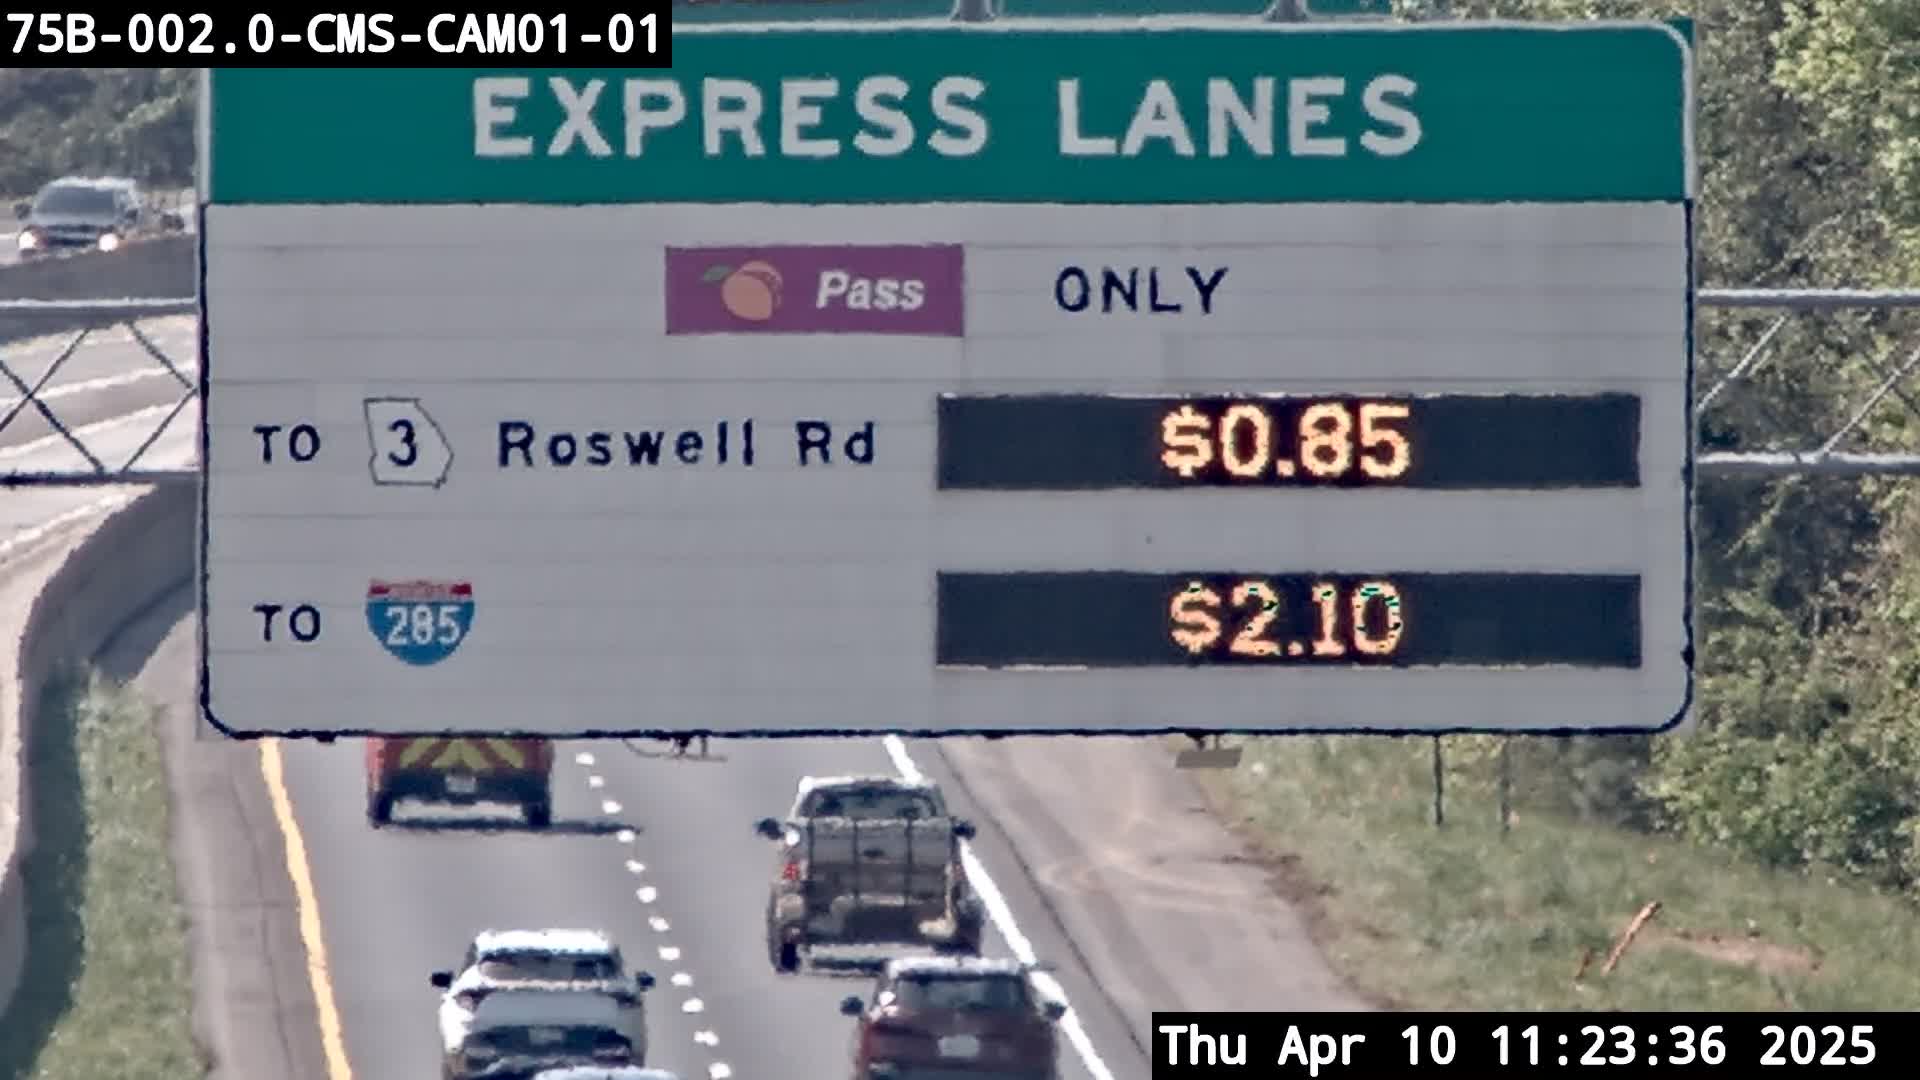 75B-002.0-CMS-CAM01-01
EXPRESS LANES
Pass ONLY
TO 3 Roswell Rd $0.85
TO 285 $2.10
Thu Apr 10 11:23:36 2025